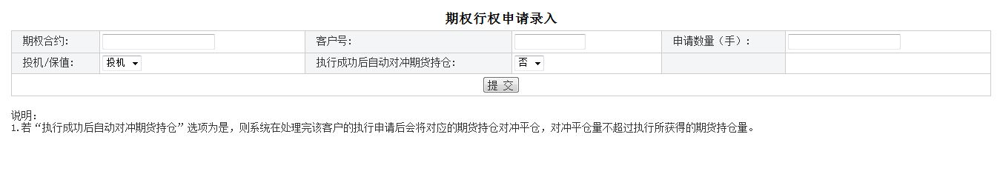 期权行权申请录入
期权合约: 客户号: 申请数量（手）:
投机/保值: 投机 执行成功后自动对冲期货持仓: 否
提 交
说明:
1.若“执行成功后自动对冲期货持仓”选项为是，则系统在处理完该客户的执行申请后会将对应的期货持仓对冲平仓，对冲平仓量不超过执行所获得的期货持仓量。